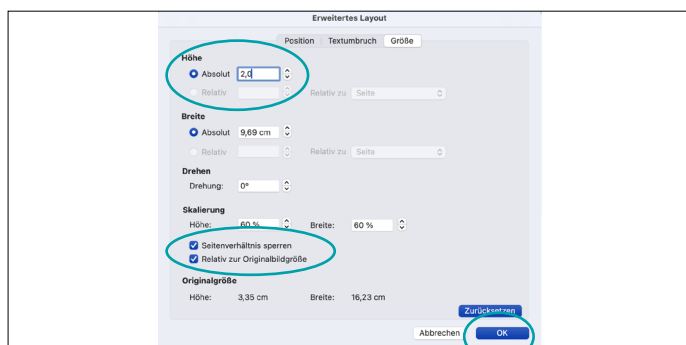 Erweitertes Layout
Position Textumbruch Größe
Höhe
Absolut 2,0
Relativ Relativ zu Seite
Breite
Absolut 9,69 cm
Relativ Relativ zu Seite
Drehen
Drehung: 0°
Skalierung
Höhe: 60 % Breite: 60 %
Seitenverhältnis sperren
Relativ zur Originalbildgröße
Originalgröße
Höhe: 3,35 cm Breite: 16,23 cm
Zurücksetzen
Abbrechen OK